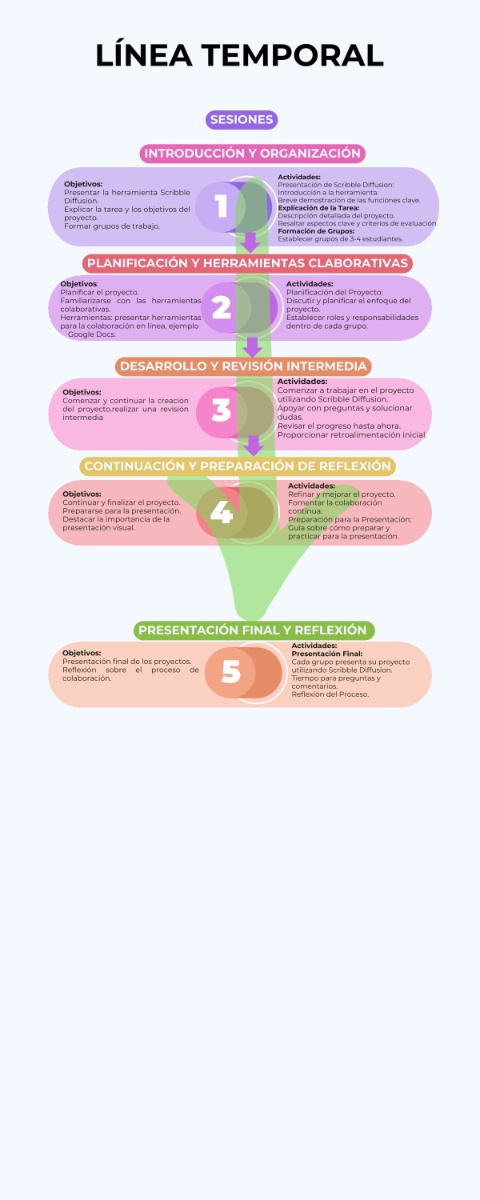 LÍNEA TEMPORAL
SESIONES
INTRODUCCIÓN Y ORGANIZACIÓN
Objetivos:
Presentar la herramienta Scribble
Diffusion.
Explicar la tarea y los objetivos del
proyecto.
Formar grupos de trabajo.
1
Actividades:
Presentación de Scribble Diffusion:
Introducción a la herramienta.
Breve demostración de las funciones clave.
Explicación de la Tarea:
Descripción detallada del proyecto.
Resaltar aspectos clave y criterios de evaluación.
Formación de Grupos:
Establecer grupos de 3-4 estudiantes.
PLANIFICACIÓN Y HERRAMIENTAS CLABORATIVAS
Objetivos:
Planificar el proyecto.
Familiarizarse con las herramientas
colaborativas.
Herramientas: presentar herramientas
para la colaboración en línea, ejemplo
Google Docs.
2
Actividades:
Planificación del Proyecto:
Discutir y planificar el enfoque del
proyecto.
Establecer roles y responsabilidades
dentro de cada grupo.
DESARROLLO Y REVISIÓN INTERMEDIA
Objetivos:
Comenzar y continuar la creación
del proyecto.realizar una revisión
intermedia
3
Actividades:
Comenzar a trabajar en el proyecto
utilizando Scribble Diffusion.
Apoyar con preguntas y solucionar
dudas.
Revisar el progreso hasta ahora.
Proporcionar retroalimentación inicial.
CONTINUACIÓN Y PREPARACIÓN DE REFLEXIÓN
Objetivos:
Continuar y finalizar el proyecto.
Prepararse para la presentación.
Destacar la importancia de la
presentación visual.
4
Actividades:
Refinar y mejorar el proyecto.
Fomentar la colaboración
continua.
Preparación para la Presentación:
Guía sobre cómo preparar y
practicar para la presentación.
PRESENTACIÓN FINAL Y REFLEXIÓN
Objetivos:
Presentación final de los proyectos.
Reflexión sobre el proceso de
colaboración.
5
Actividades:
Presentación Final:
Cada grupo presenta su proyecto
utilizando Scribble Diffusion.
Tiempo para preguntas y
comentarios.
Reflexión del Proceso.